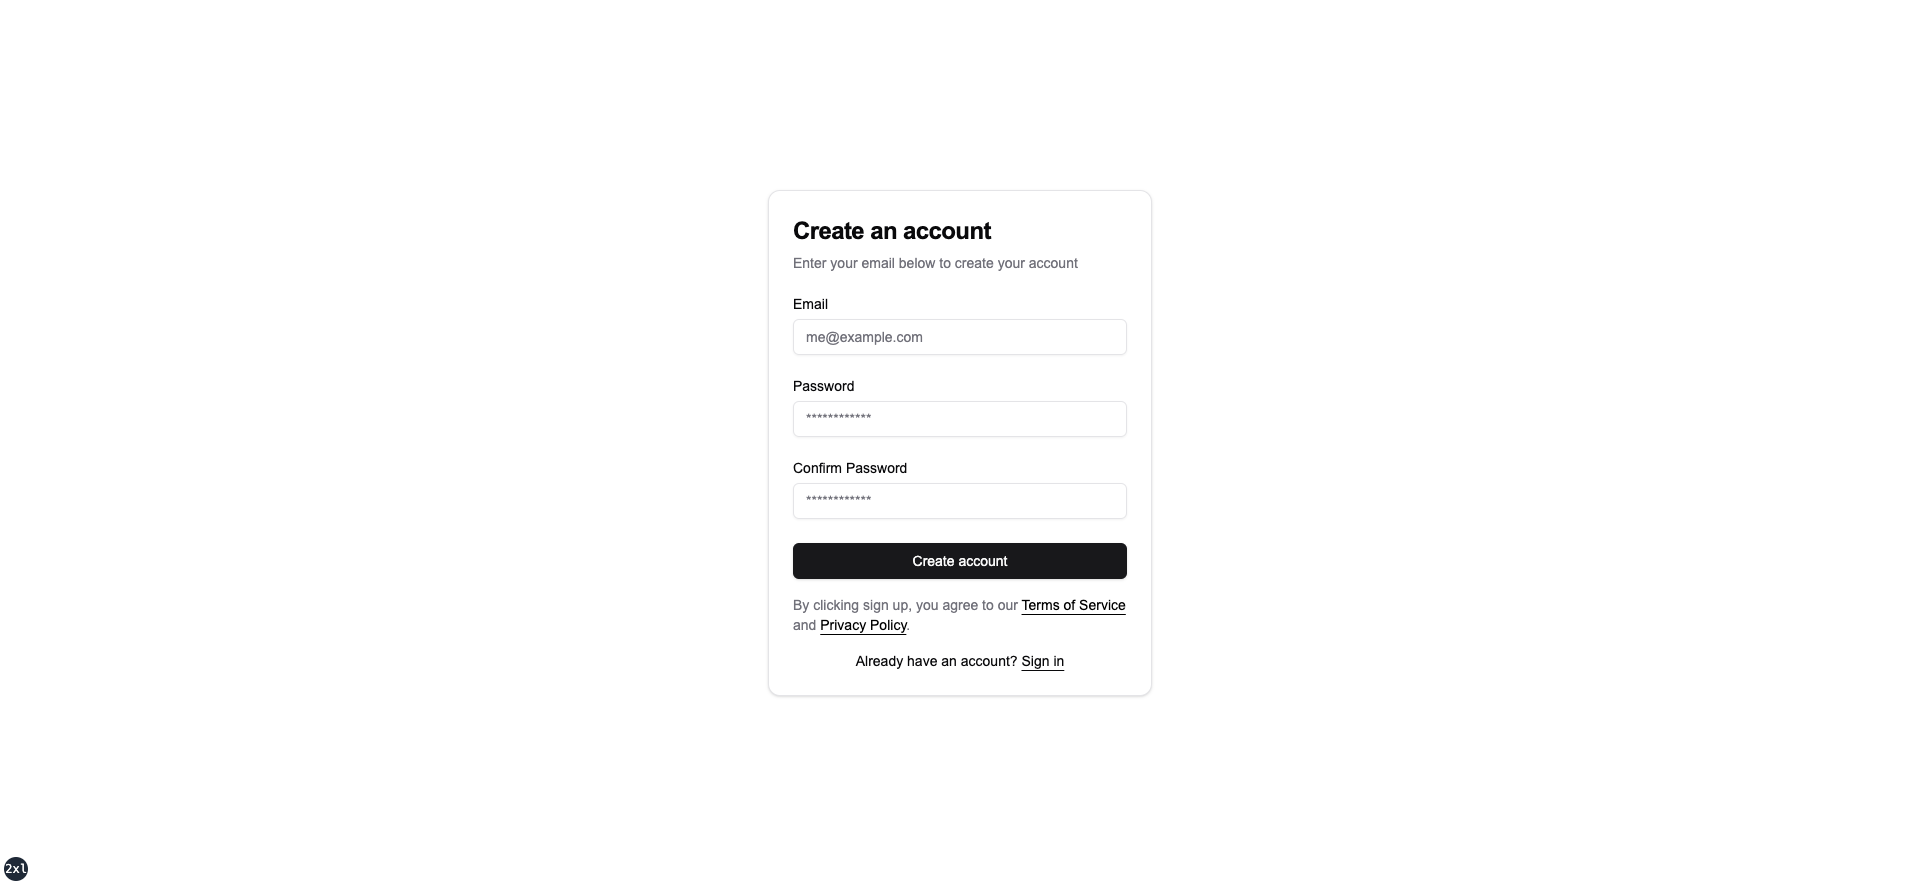 Create an account
Enter your email below to create your account
Email
me@example.com
Password
************
Confirm Password
************
Create account
By clicking sign up, you agree to our Terms of Service
and Privacy Policy.
Already have an account? Sign in
2xl